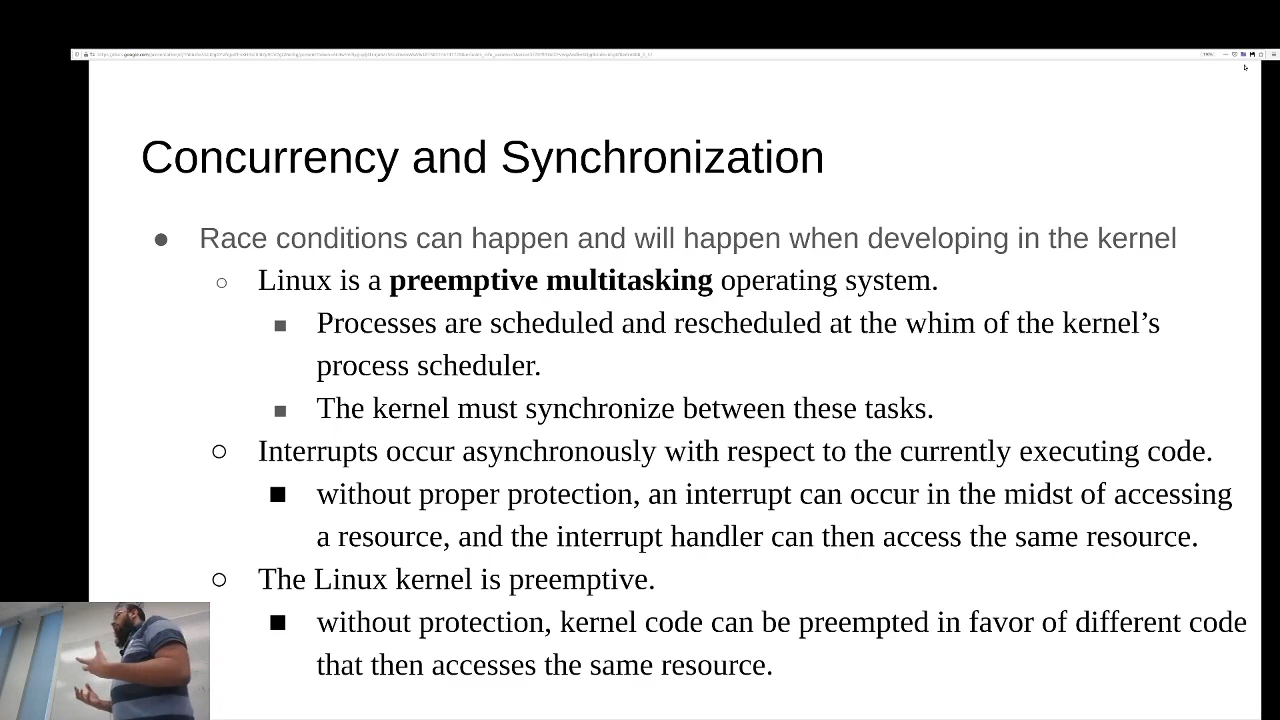 Concurrency and Synchronization
● Race conditions can happen and will happen when developing in the kernel
○ Linux is a preemptive multitasking operating system.
■ Processes are scheduled and rescheduled at the whim of the kernel’s
process scheduler.
■ The kernel must synchronize between these tasks.
○ Interrupts occur asynchronously with respect to the currently executing code.
■ without proper protection, an interrupt can occur in the midst of accessing
a resource, and the interrupt handler can then access the same resource.
○ The Linux kernel is preemptive.
■ without protection, kernel code can be preempted in favor of different code
that then accesses the same resource.